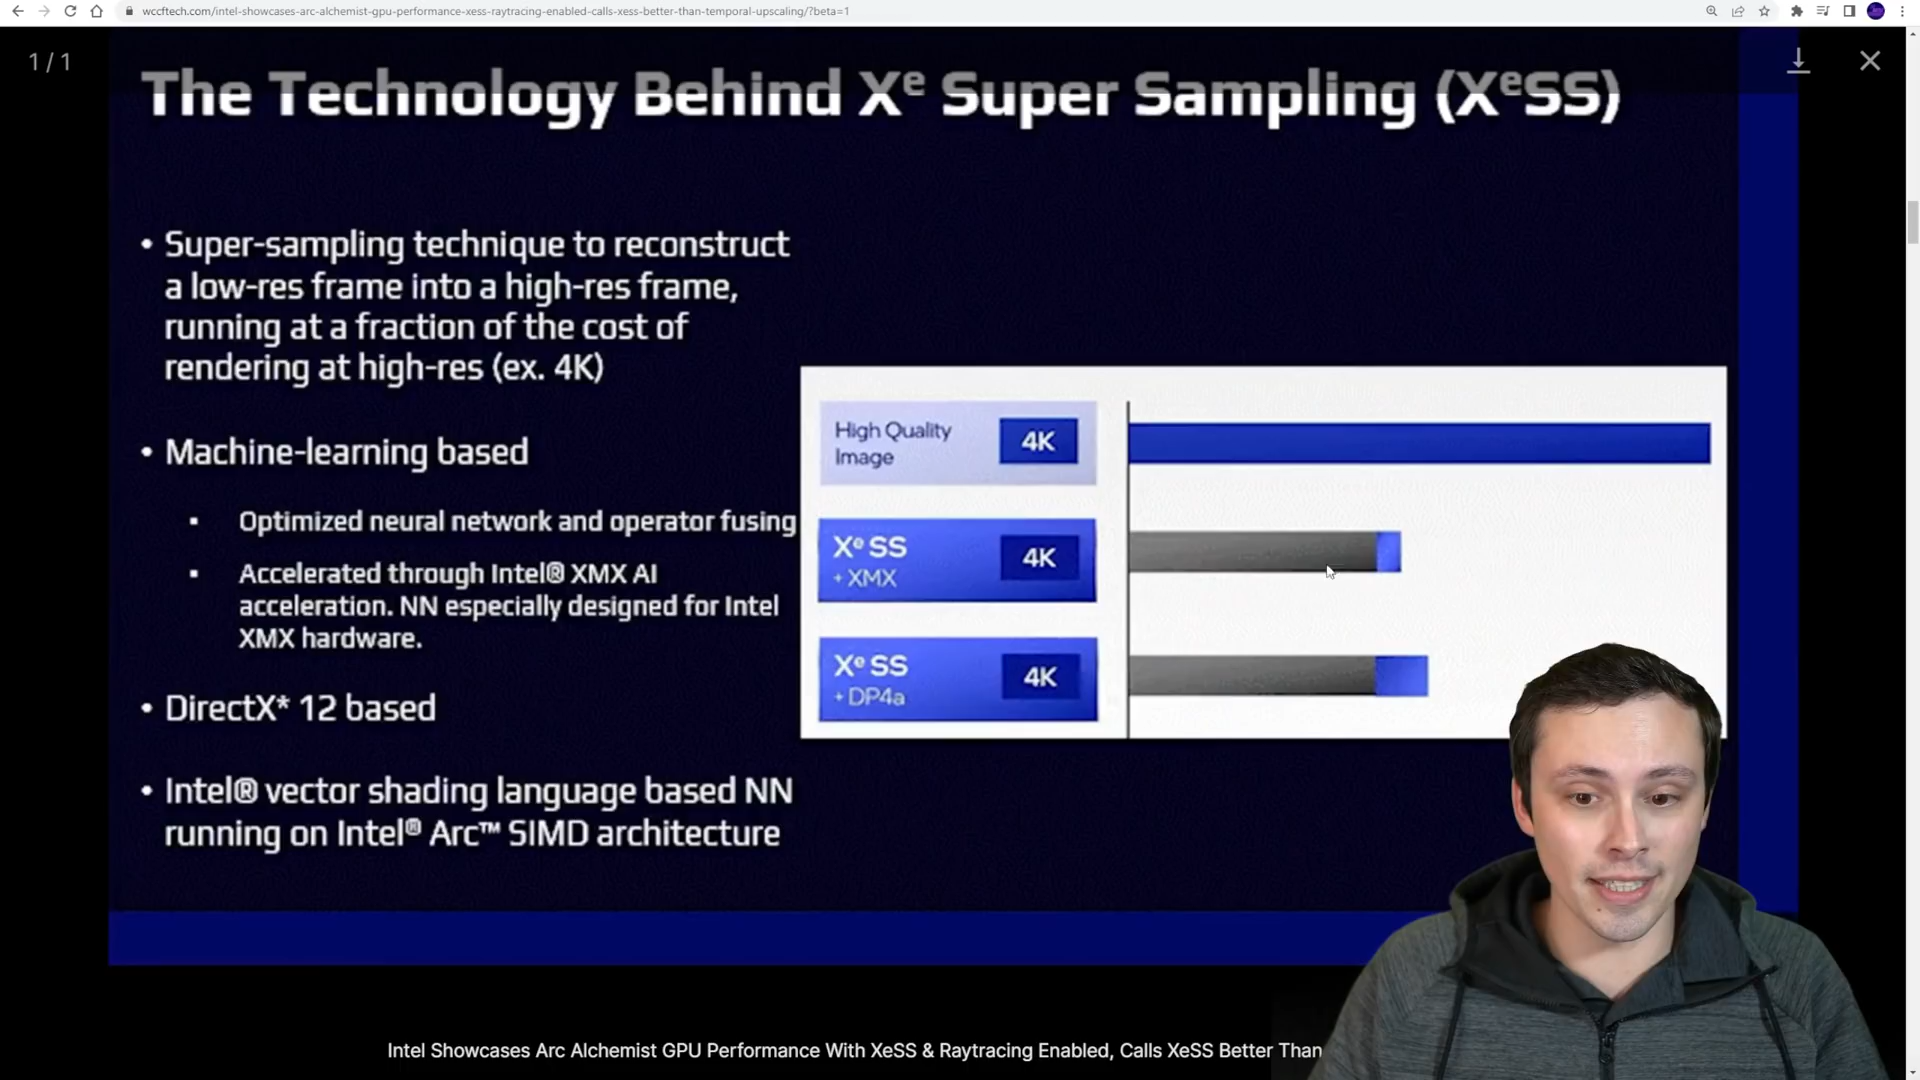 wccftech.com/intel-showcases-arc-alchemist-gpu-performance-xess-raytracing-enabled-calls-xess-better-than-temporal-upscaling/?beta=1
1 / 1
The Technology Behind Xe Super Sampling (XeSS)
• Super-sampling technique to reconstruct
a low-res frame into a high-res frame,
running at a fraction of the cost of
rendering at high-res (ex. 4K)
• Machine-learning based
▪ Optimized neural network and operator fusing
▪ Accelerated through Intel® XMX AI
acceleration. NN especially designed for Intel
XMX hardware.
• DirectX* 12 based
• Intel® vector shading language based NN
running on Intel® Arc™ SIMD architecture
High Quality
Image
4K
Xe SS
+ XMX
4K
Xe SS
+ DP4a
4K
Intel Showcases Arc Alchemist GPU Performance With XeSS & Raytracing Enabled, Calls XeSS Better Than